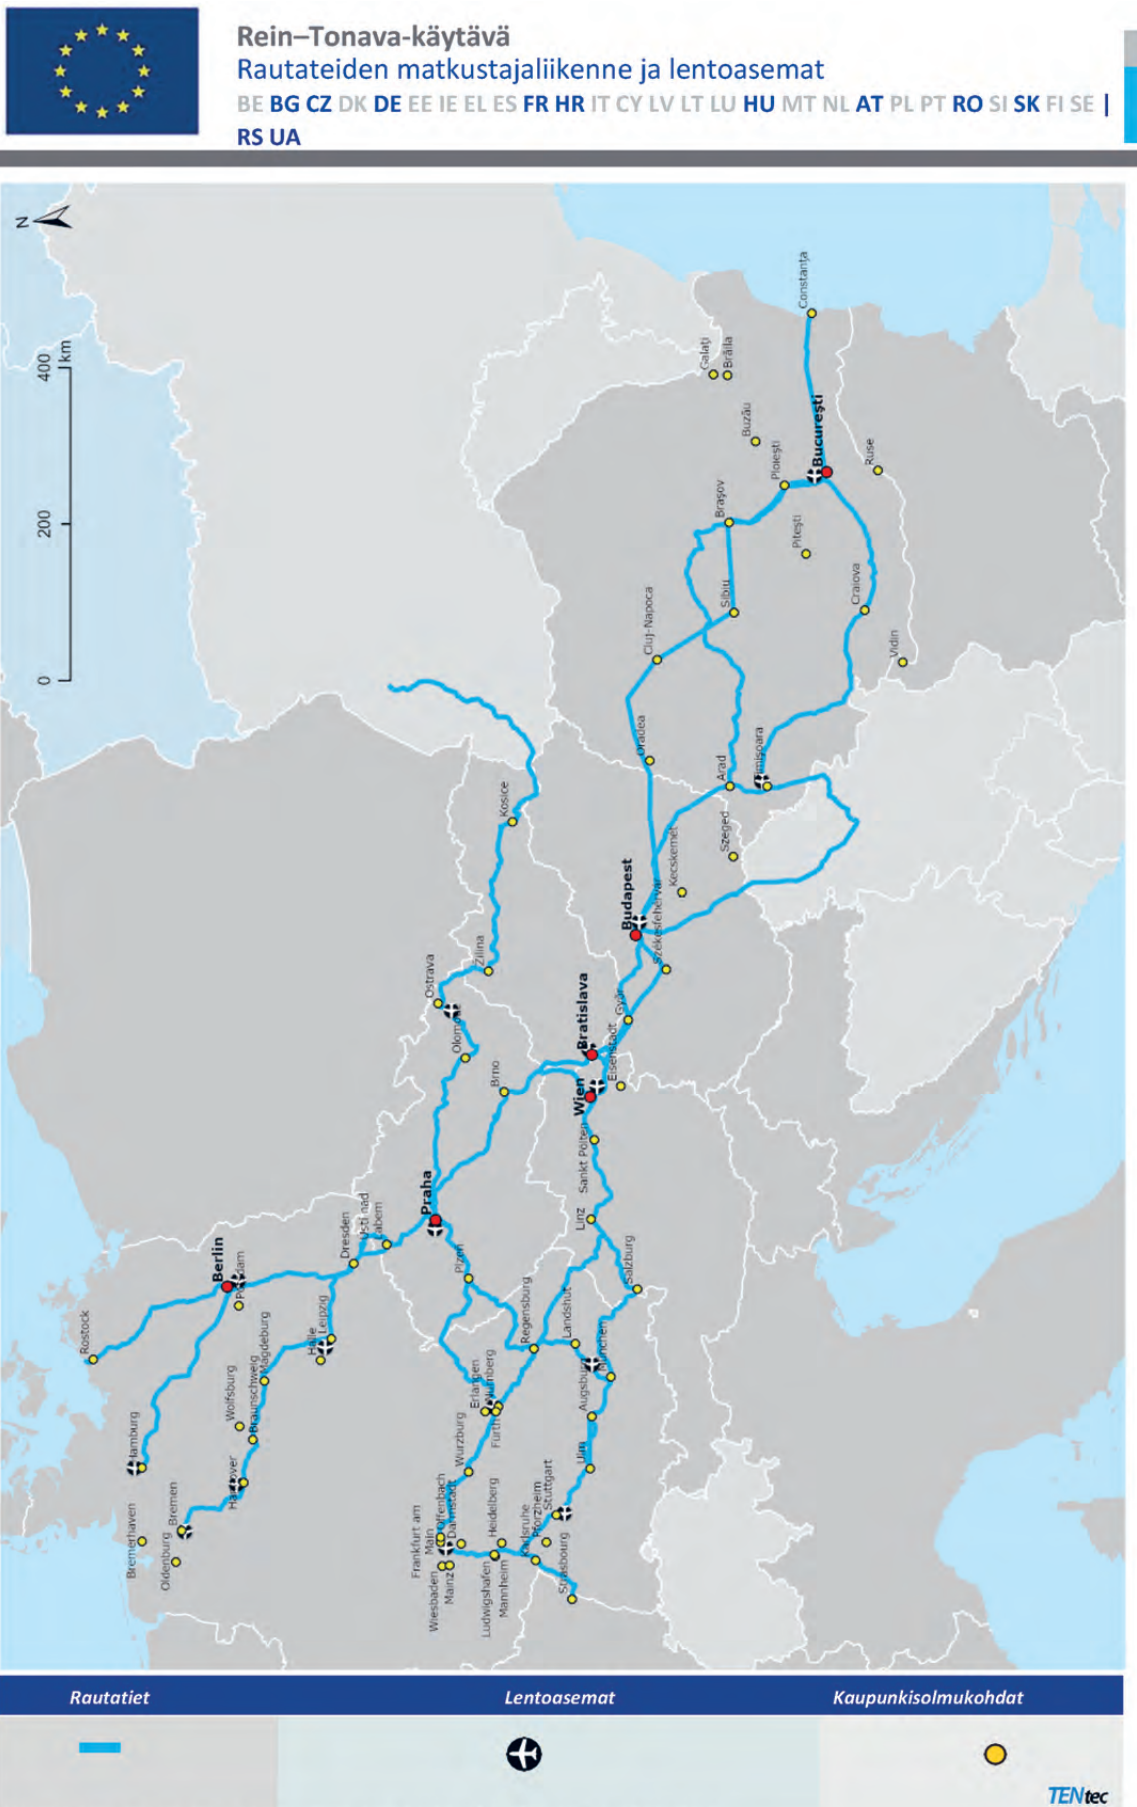 Rein–Tonava-käytävä
Rautateiden matkustajaliikenne ja lentoasemat
BE BG CZ DK DE EE IE EL ES FR HR IT CY LV LT LU HU MT NL AT PL PT RO SI SK FI SE |
RS UA
N
400
km
200
0
Constanța
Galați
Brăila
Buzău
Ploiești
București
Ruse
Brașov
Pitești
Sibiu
Craiova
Cluj-Napoca
Vidin
Oradea
Arad
Timișoara
Kosice
Szeged
Kecskemét
Budapest
Székesfehérvár
Žilina
Ostrava
Olomouc
Győr
Bratislava
Eisenstadt
Brno
Wien
Sankt Pölten
Praha
Linz
Ústí nad
Labem
Dresden
Plzen
Salzburg
Berlin
Potsdam
Rostock
Leipzig
Halle
Magdeburg
Regensburg
Landshut
München
Wolfsburg
Braunschweig
Erlangen
Nürnberg
Fürth
Augsburg
Hamburg
Hannover
Würzburg
Ulm
Bremen
Bremerhaven
Oldenburg
Frankfurt am
Main
Offenbach
Darmstadt
Heidelberg
Stuttgart
Pforzheim
Karlsruhe
Wiesbaden
Mainz
Ludwigshafen
Mannheim
Strasbourg
Rautatiet
Lentoasemat
Kaupunkisolmukohdat
TENtec